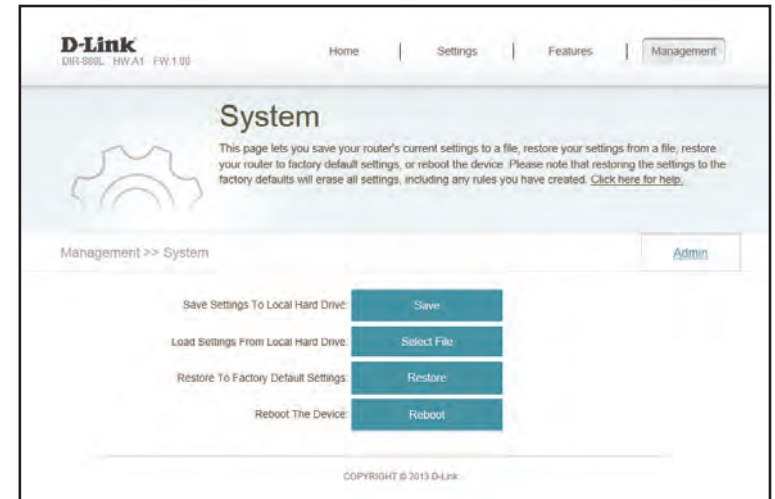 D-Link
DIR-880L HW:A1 FW:1.00
Home | Settings | Features | Management
System
This page lets you save your router's current settings to a file, restore your settings from a file, restore
your router to factory default settings, or reboot the device. Please note that restoring the settings to the
factory defaults will erase all settings, including any rules you have created. Click here for help.
Management >> System
Admin
Save Settings To Local Hard Drive: Save
Load Settings From Local Hard Drive: Select File
Restore To Factory Default Settings: Restore
Reboot The Device: Reboot
COPYRIGHT © 2013 D-Link